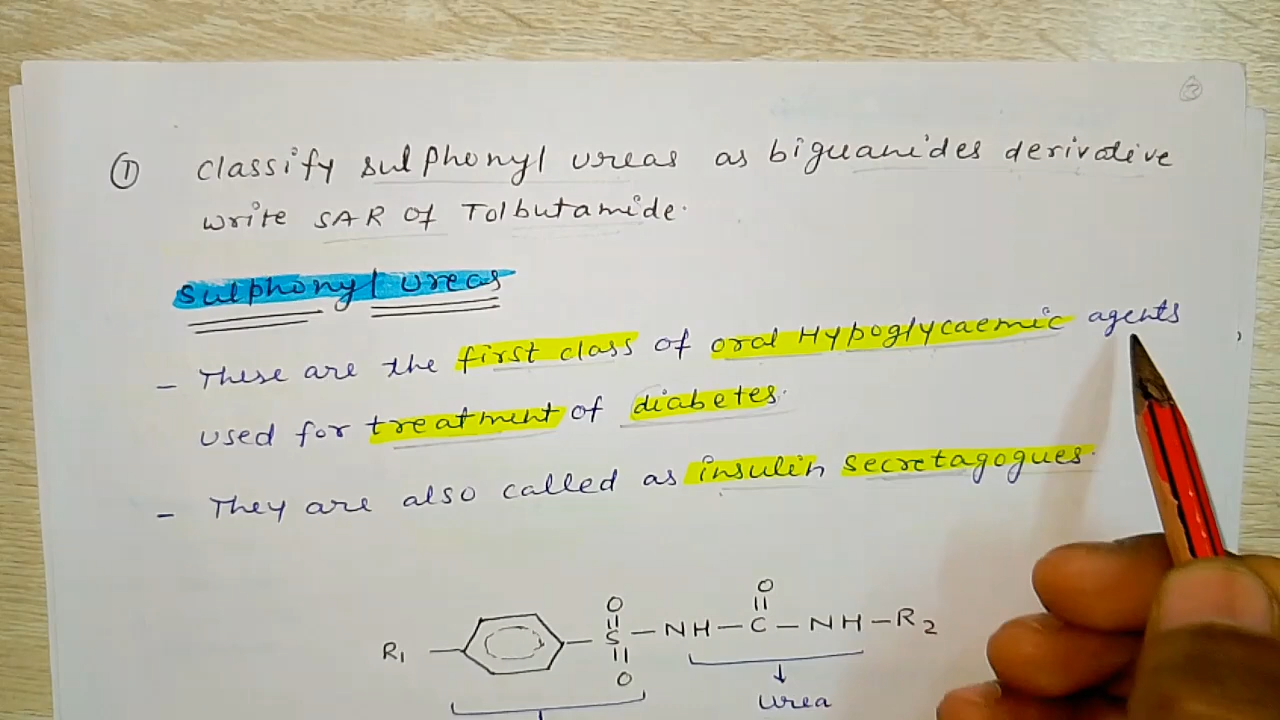 ③
① classify sulphonyl ureas as biguanides derivative
write SAR of Tolbutamide.
sulphonyl ureas
- These are the first class of oral Hypoglycaemic agents,
used for treatment of diabetes.
- They are also called as insulin secretagogues.
O O
R₁ S NH C NH R₂
O
urea